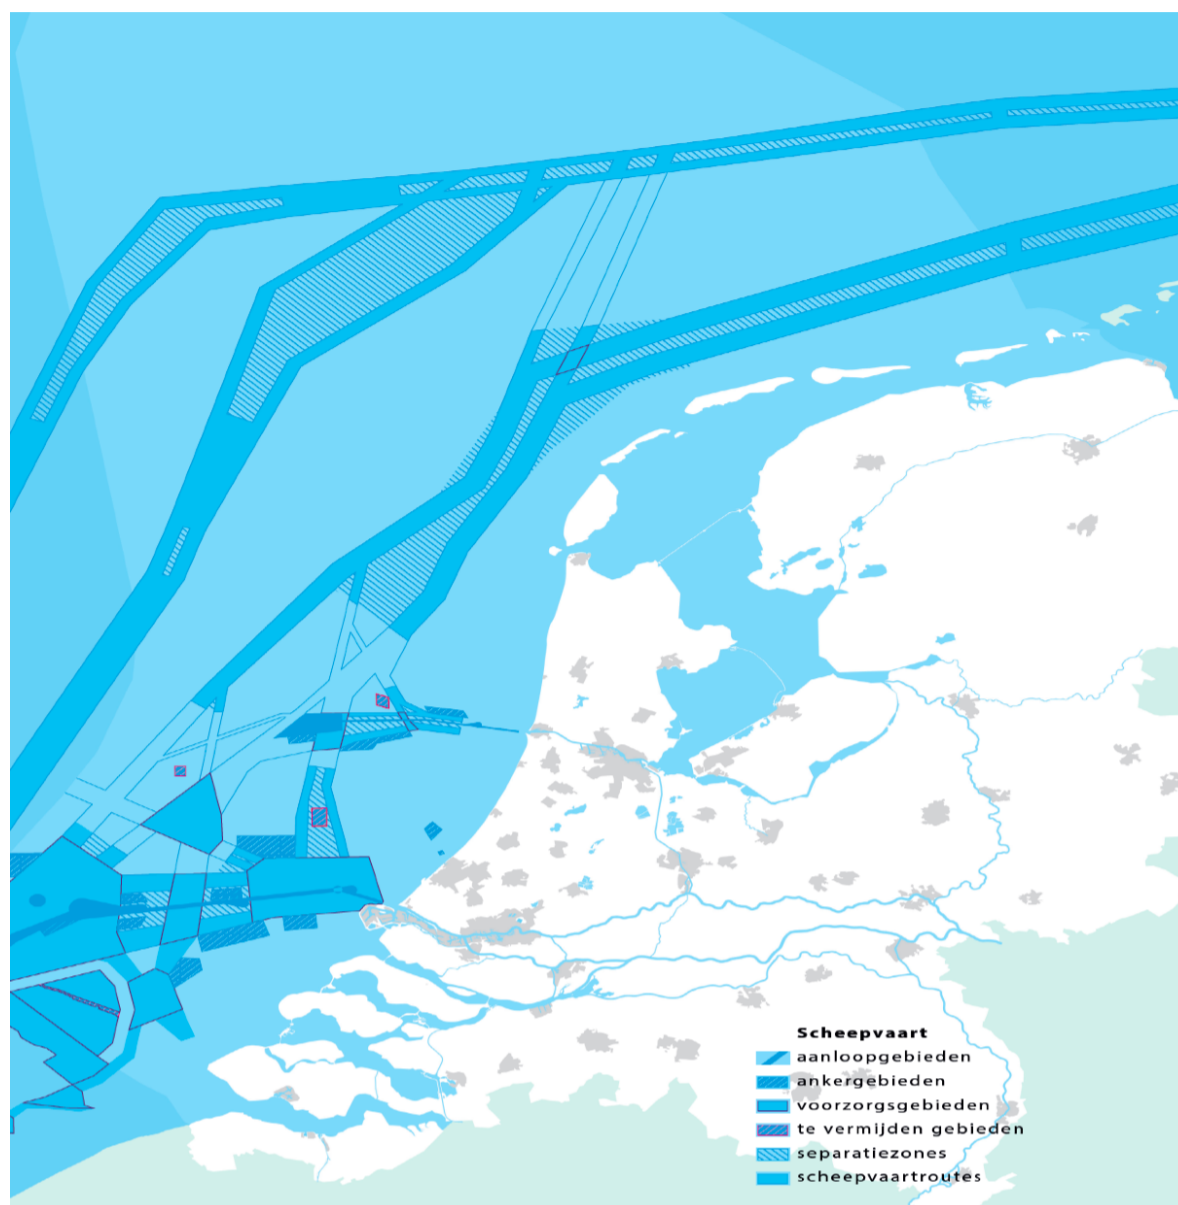 Scheepvaart
aanloopgebieden
ankergebieden
voorzorgsgebieden
te vermijden gebieden
separatiezones
scheepvaartroutes